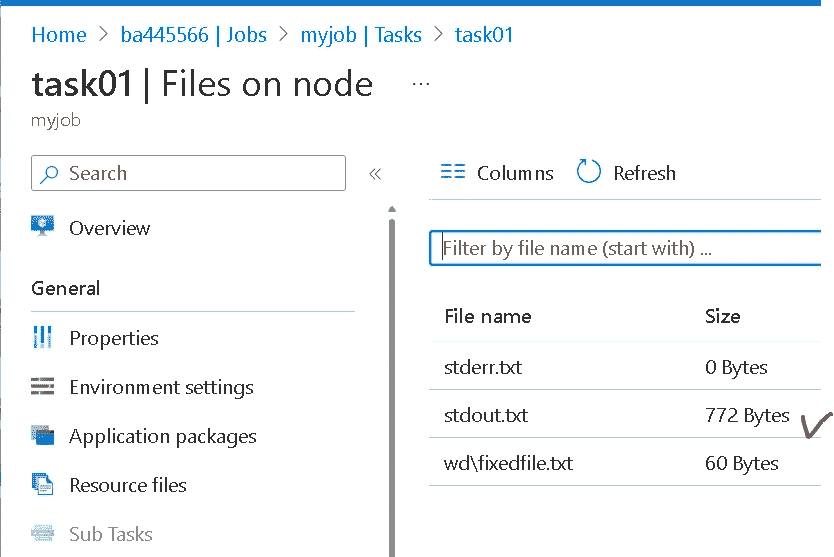 Home > ba445566 | Jobs > myjob | Tasks > task01
task01 | Files on node ...
myjob
Search
«
Columns Refresh
Overview
Filter by file name (start with) ...
General
File name Size
Properties
stderr.txt 0 Bytes
Environment settings
stdout.txt 772 Bytes
Application packages
wd\fixedfile.txt 60 Bytes
Resource files
Sub Tasks